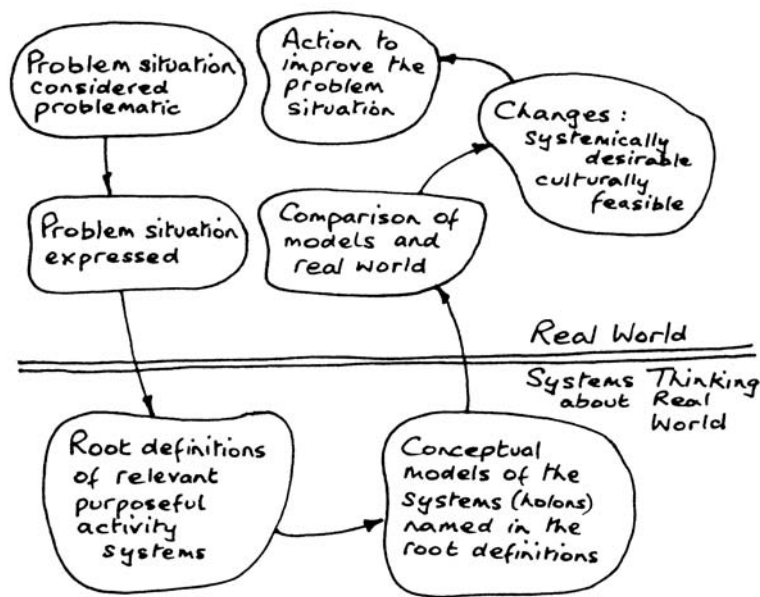 Problem situation
considered
problematic
Problem situation
expressed
Root definitions
of relevant
purposeful
activity
systems
Conceptual
models of the
systems (holons)
named in the
root definitions
Comparison of
models and
real world
Changes:
systemically
desirable
culturally
feasible
Action to
improve the
problem
situation
Real World
Systems Thinking
about Real
World